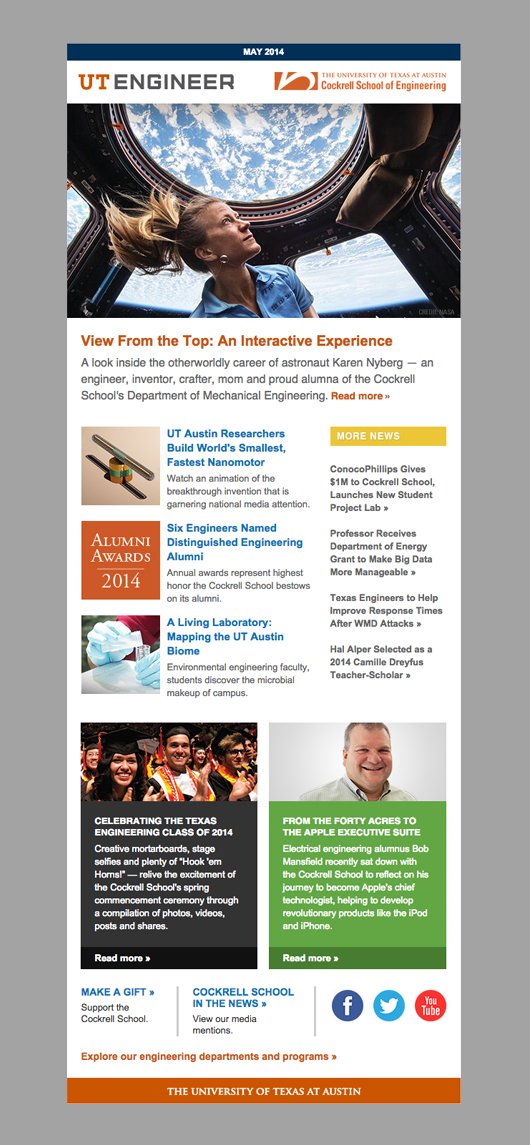 MAY 2014
UT ENGINEER
THE UNIVERSITY OF TEXAS AT AUSTIN
Cockrell School of Engineering
CREDIT: NASA
View From the Top: An Interactive Experience
A look inside the otherworldly career of astronaut Karen Nyberg — an
engineer, inventor, crafter, mom and proud alumna of the Cockrell
School's Department of Mechanical Engineering. Read more »
UT Austin Researchers
Build World's Smallest,
Fastest Nanomotor
Watch an animation of the
breakthrough invention that is
garnering national media attention.
ALUMNI
AWARDS
2014
Six Engineers Named
Distinguished Engineering
Alumni
Annual awards represent highest
honor the Cockrell School bestows
on its alumni.
A Living Laboratory:
Mapping the UT Austin
Biome
Environmental engineering faculty,
students discover the microbial
makeup of campus.
MORE NEWS
ConocoPhillips Gives
$1M to Cockrell School,
Launches New Student
Project Lab »
Professor Receives
Department of Energy
Grant to Make Big Data
More Manageable »
Texas Engineers to Help
Improve Response Times
After WMD Attacks »
Hal Alper Selected as a
2014 Camille Dreyfus
Teacher-Scholar »
CELEBRATING THE TEXAS
ENGINEERING CLASS OF 2014
Creative mortarboards, stage
selfies and plenty of "Hook 'em
Horns!" — relive the excitement of
the Cockrell School's spring
commencement ceremony through
a compilation of photos, videos,
posts and shares.
Read more »
FROM THE FORTY ACRES TO
THE APPLE EXECUTIVE SUITE
Electrical engineering alumnus Bob
Mansfield recently sat down with
the Cockrell School to reflect on his
journey to become Apple's chief
technologist, helping to develop
revolutionary products like the iPod
and iPhone.
Read more »
MAKE A GIFT »
Support the
Cockrell School.
COCKRELL SCHOOL
IN THE NEWS »
View our media
mentions.
f
You
Tube
Explore our engineering departments and programs »
THE UNIVERSITY OF TEXAS AT AUSTIN